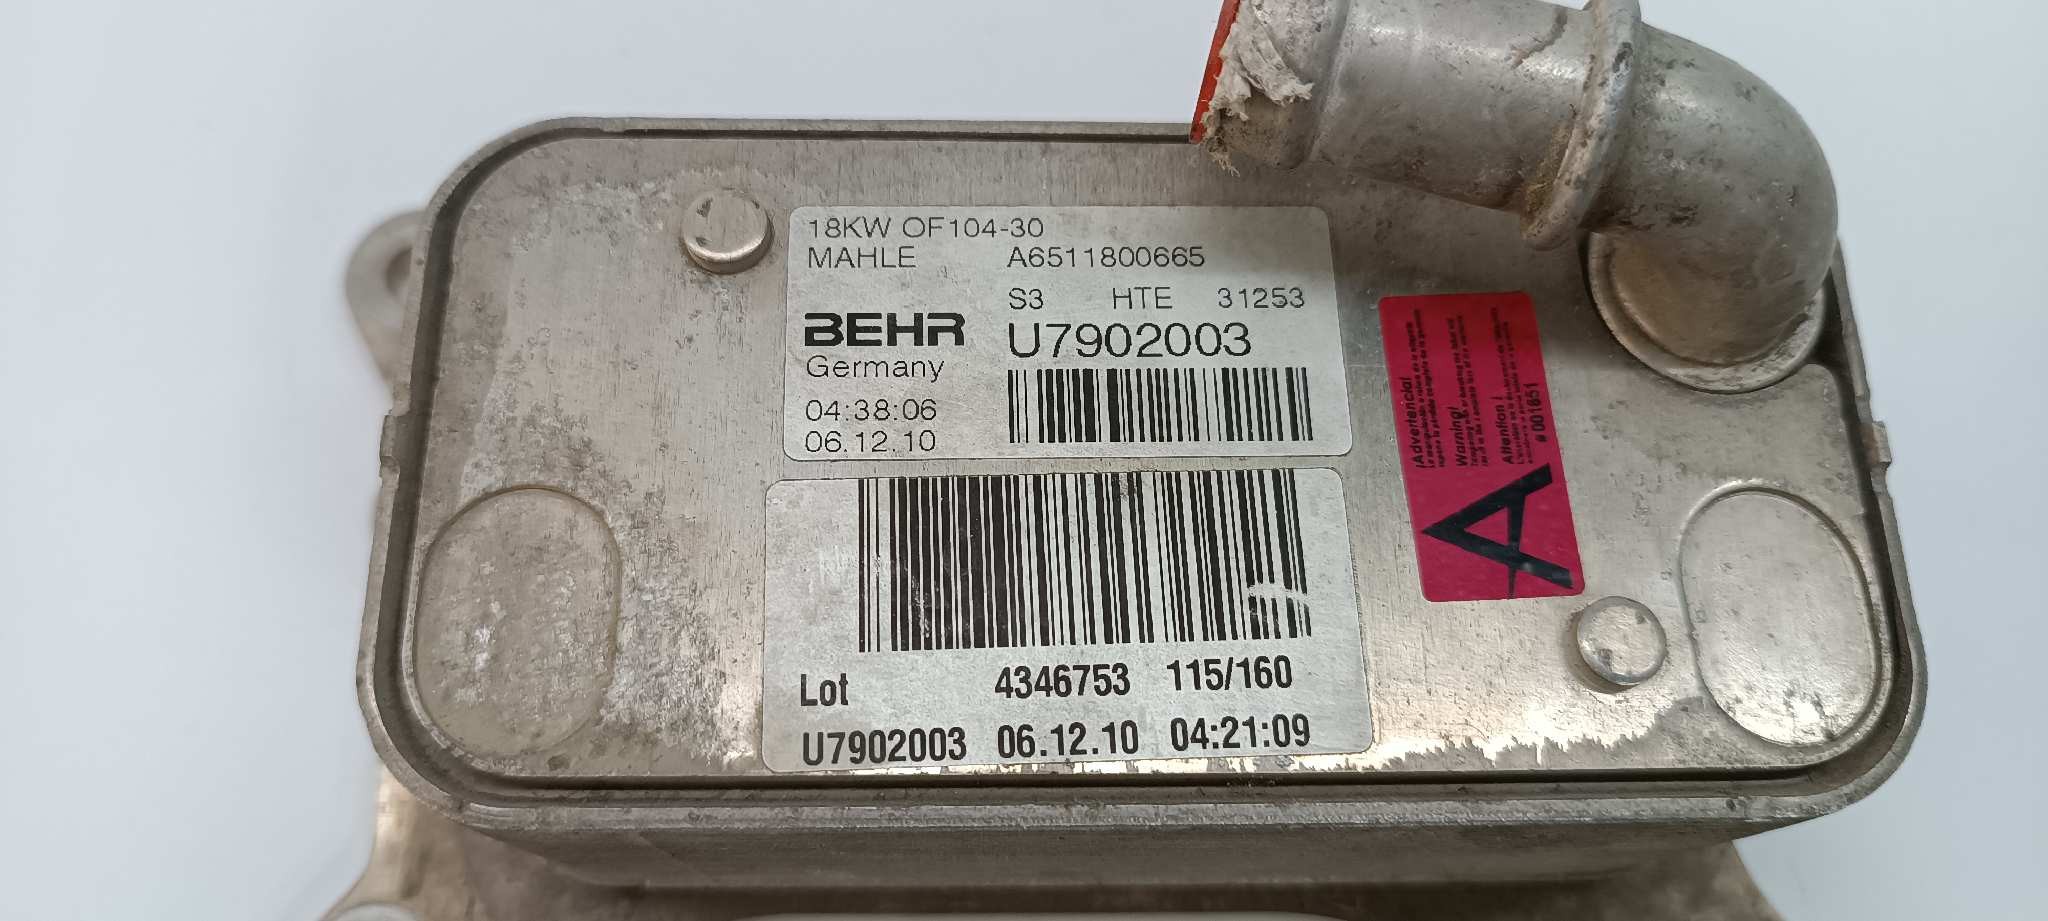 18KW OF104-30
MAHLE A6511800665
S3 HTE 31253
BEHR U7902003
Germany
04:38:06
06.12.10
Lot 4346753 115/160
U7902003 06.12.10 04:21:09
¡Advertencia!
Warning!
Attention !
#001651
A